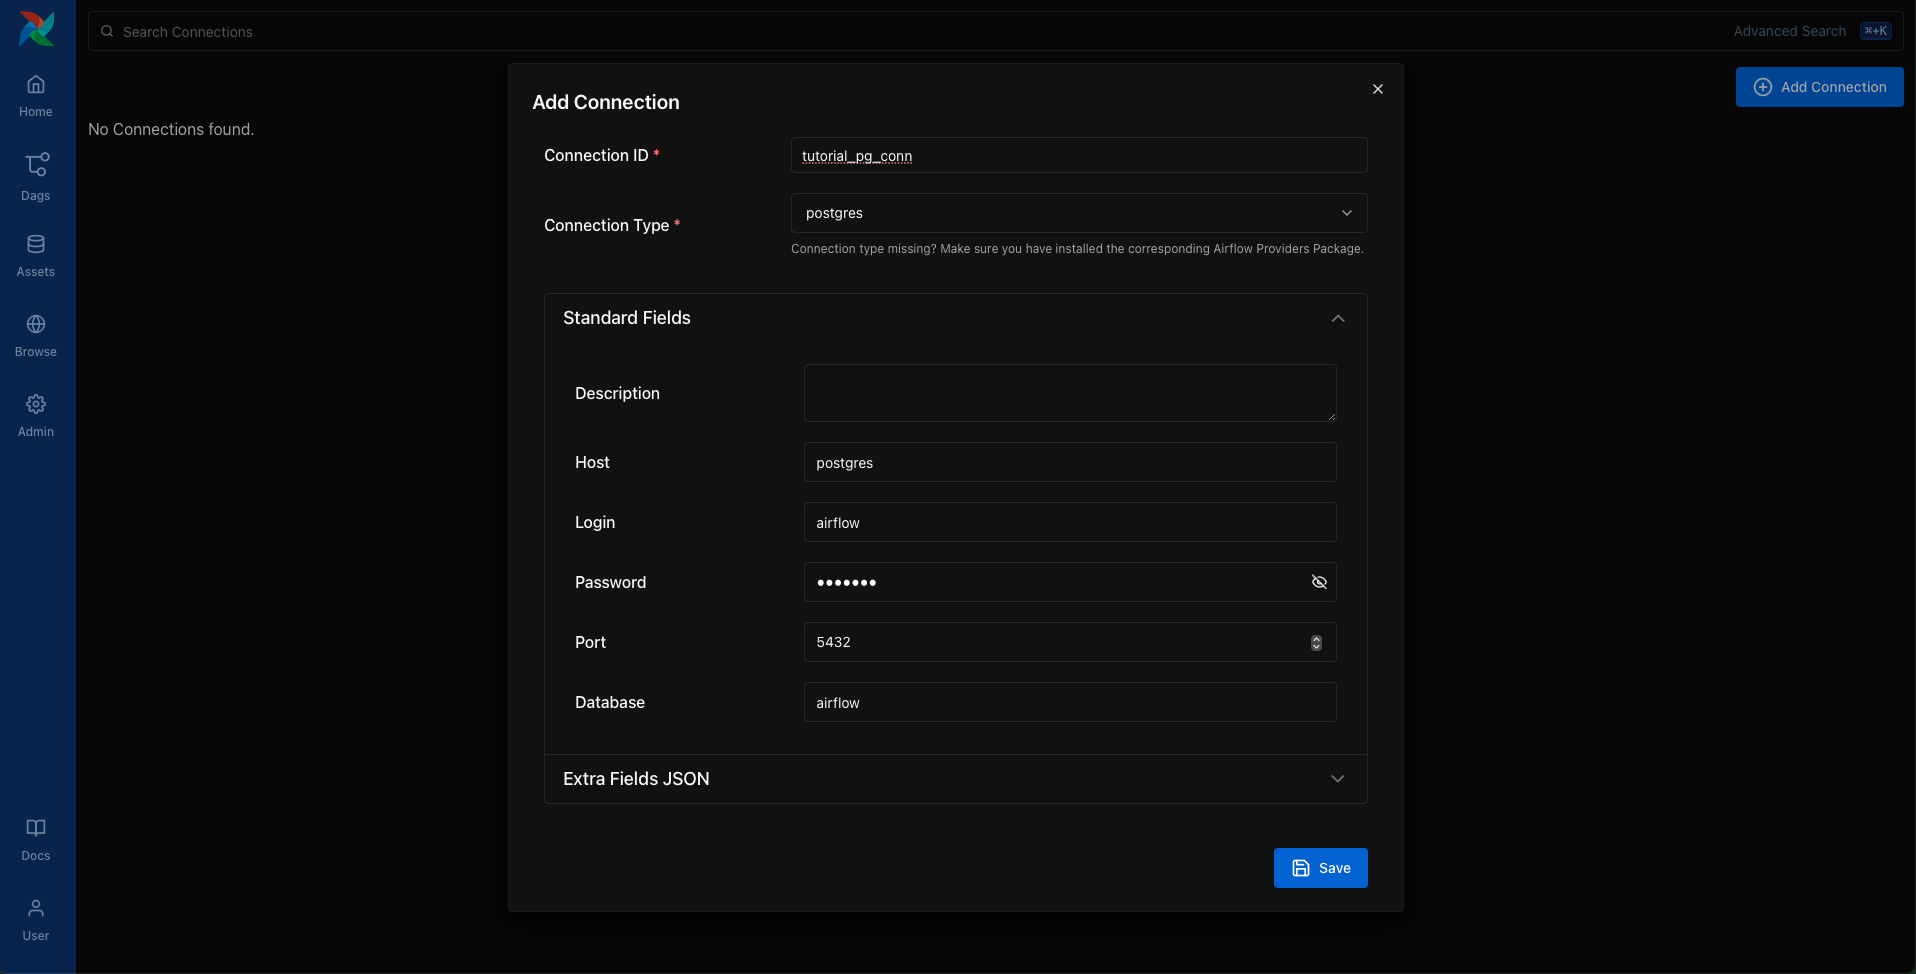 Search Connections
Advanced Search ⌘+K
Home
Dags
Assets
Browse
Admin
Docs
User
Add Connection
No Connections found.
Add Connection
Connection ID *
tutorial_pg_conn
Connection Type *
postgres
Connection type missing? Make sure you have installed the corresponding Airflow Providers Package.
Standard Fields
Description
Host
postgres
Login
airflow
Password
•••••••
Port
5432
Database
airflow
Extra Fields JSON
Save